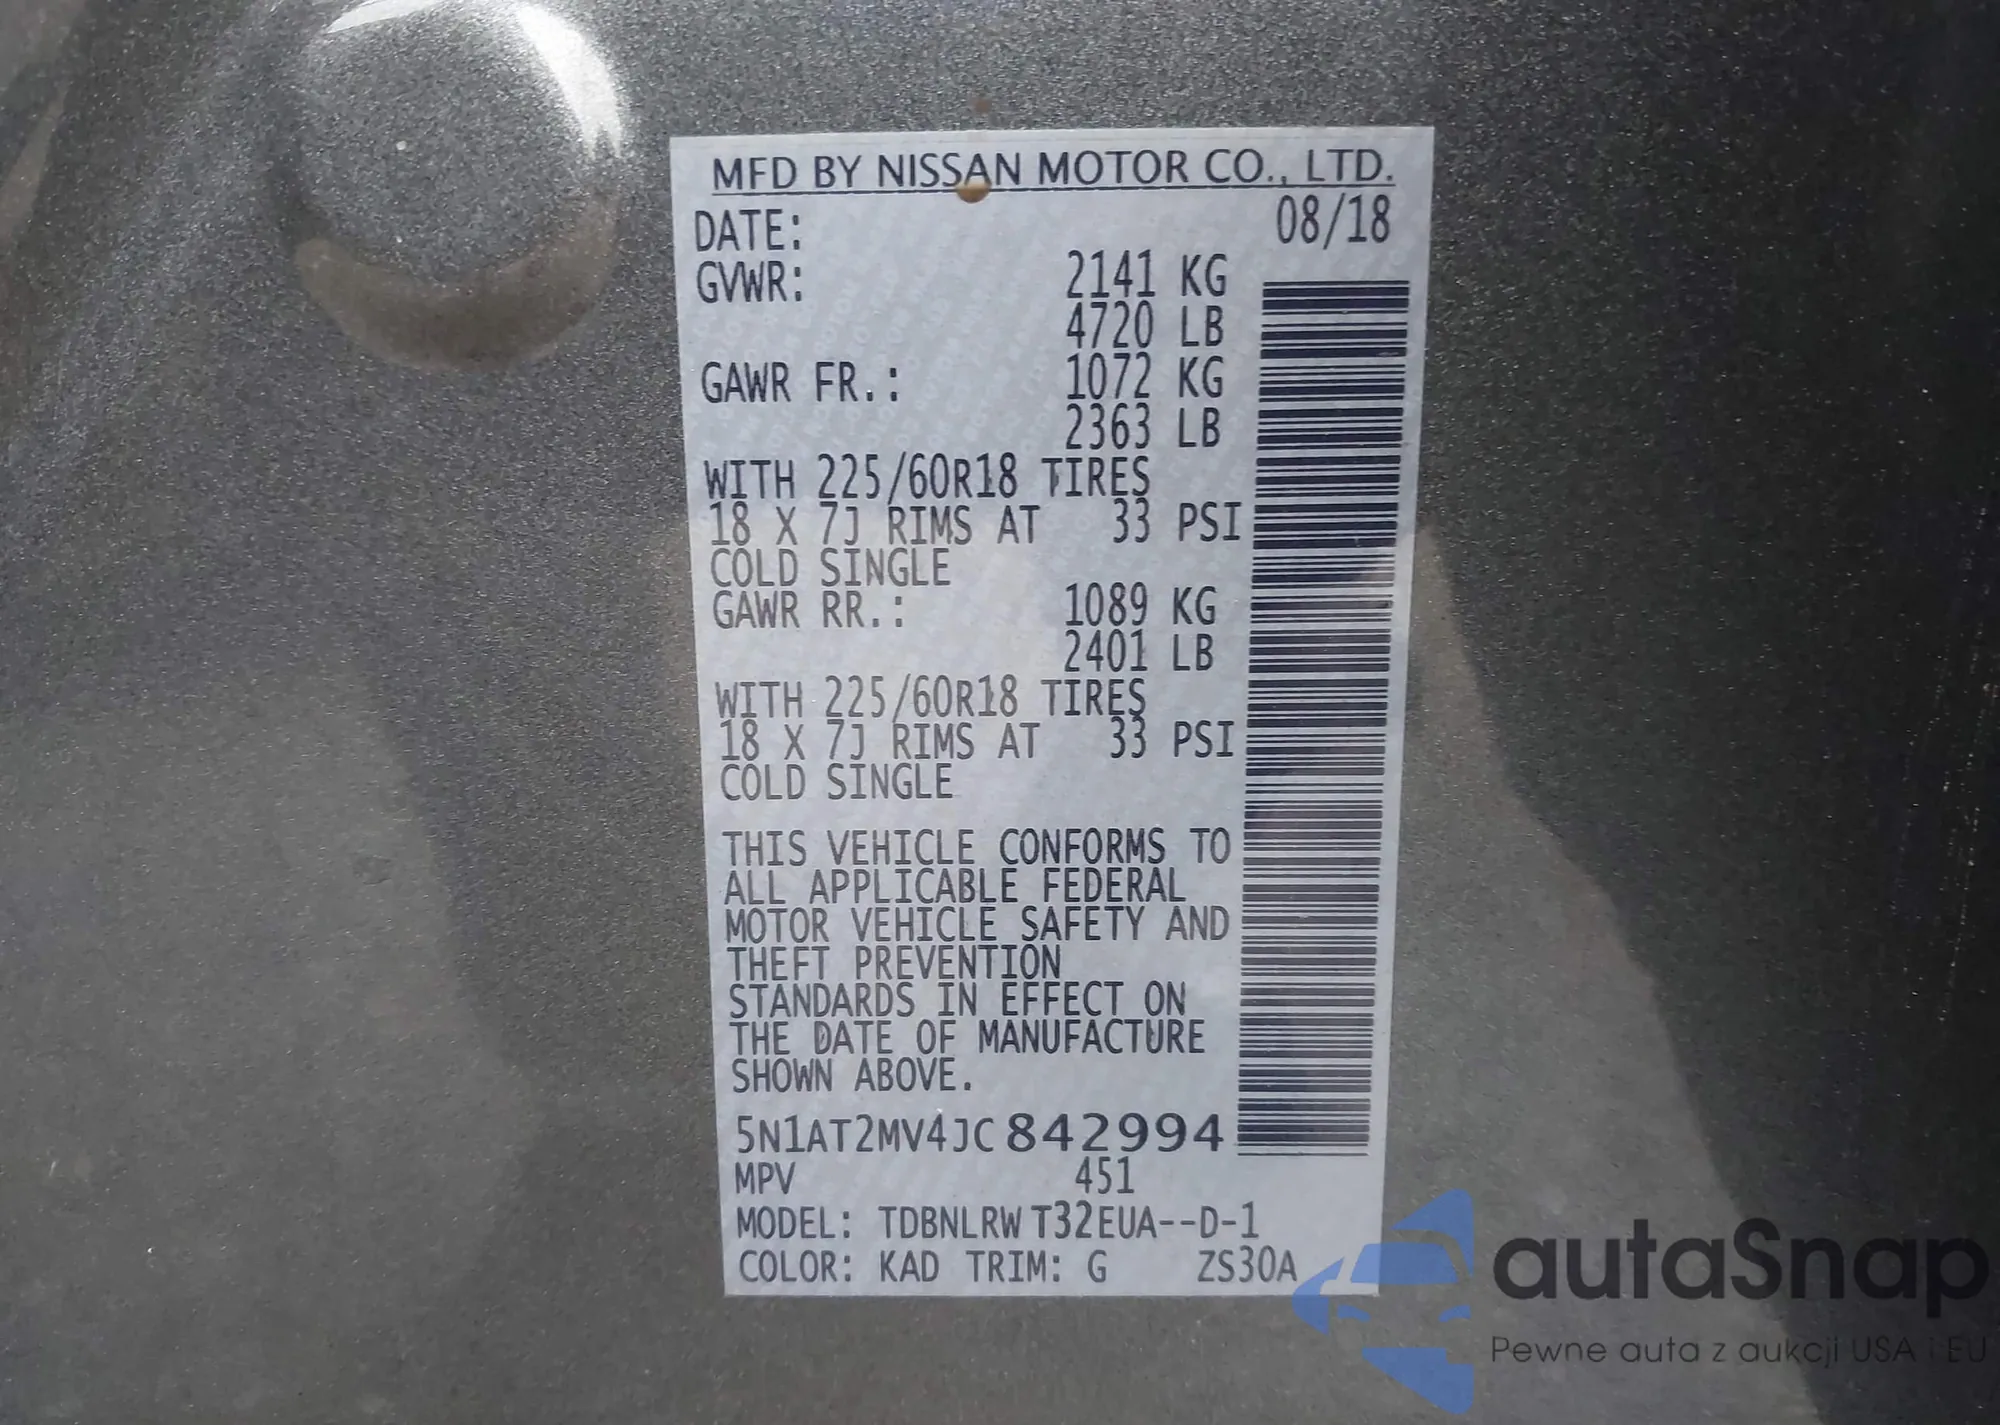 MFD BY NISSAN MOTOR CO., LTD.
DATE: 08/18
GVWR: 2141 KG
4720 LB
GAWR FR.: 1072 KG
2363 LB
WITH 225/60R18 TIRES
18 X 7J RIMS AT 33 PSI
COLD SINGLE
GAWR RR.: 1089 KG
2401 LB
WITH 225/60R18 TIRES
18 X 7J RIMS AT 33 PSI
COLD SINGLE
THIS VEHICLE CONFORMS TO
ALL APPLICABLE FEDERAL
MOTOR VEHICLE SAFETY AND
THEFT PREVENTION
STANDARDS IN EFFECT ON
THE DATE OF MANUFACTURE
SHOWN ABOVE.
5N1AT2MV4JC842994
MPV 451
MODEL: TDBNLRW T32EUA--D-1
COLOR: KAD TRIM: G ZS30A
autaSnap
Pewne auta z aukcji USA i EU